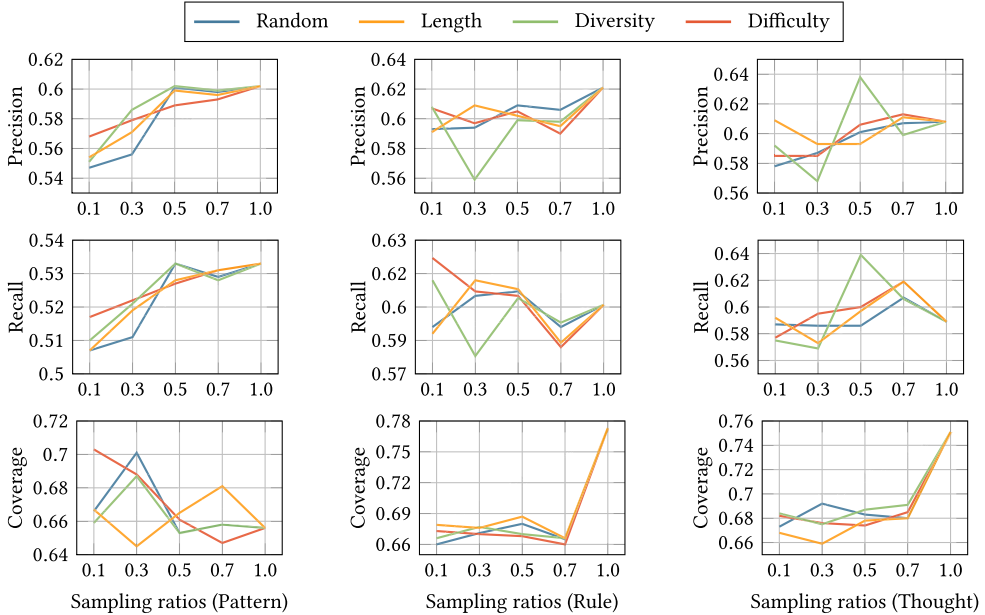 Random Length Diversity Difficulty
Precision
0.62
0.6
0.58
0.56
0.54
0.1 0.3 0.5 0.7 1.0
Precision
0.64
0.62
0.6
0.58
0.56
0.1 0.3 0.5 0.7 1.0
Precision
0.64
0.62
0.6
0.58
0.56
0.1 0.3 0.5 0.7 1.0
Recall
0.54
0.53
0.52
0.51
0.5
0.1 0.3 0.5 0.7 1.0
Recall
0.63
0.62
0.6
0.59
0.57
0.1 0.3 0.5 0.7 1.0
Recall
0.64
0.62
0.6
0.58
0.56
0.1 0.3 0.5 0.7 1.0
Coverage
0.72
0.7
0.68
0.66
0.64
0.1 0.3 0.5 0.7 1.0
Sampling ratios (Pattern)
Coverage
0.78
0.75
0.72
0.69
0.66
0.1 0.3 0.5 0.7 1.0
Sampling ratios (Rule)
Coverage
0.76
0.74
0.72
0.7
0.68
0.66
0.1 0.3 0.5 0.7 1.0
Sampling ratios (Thought)